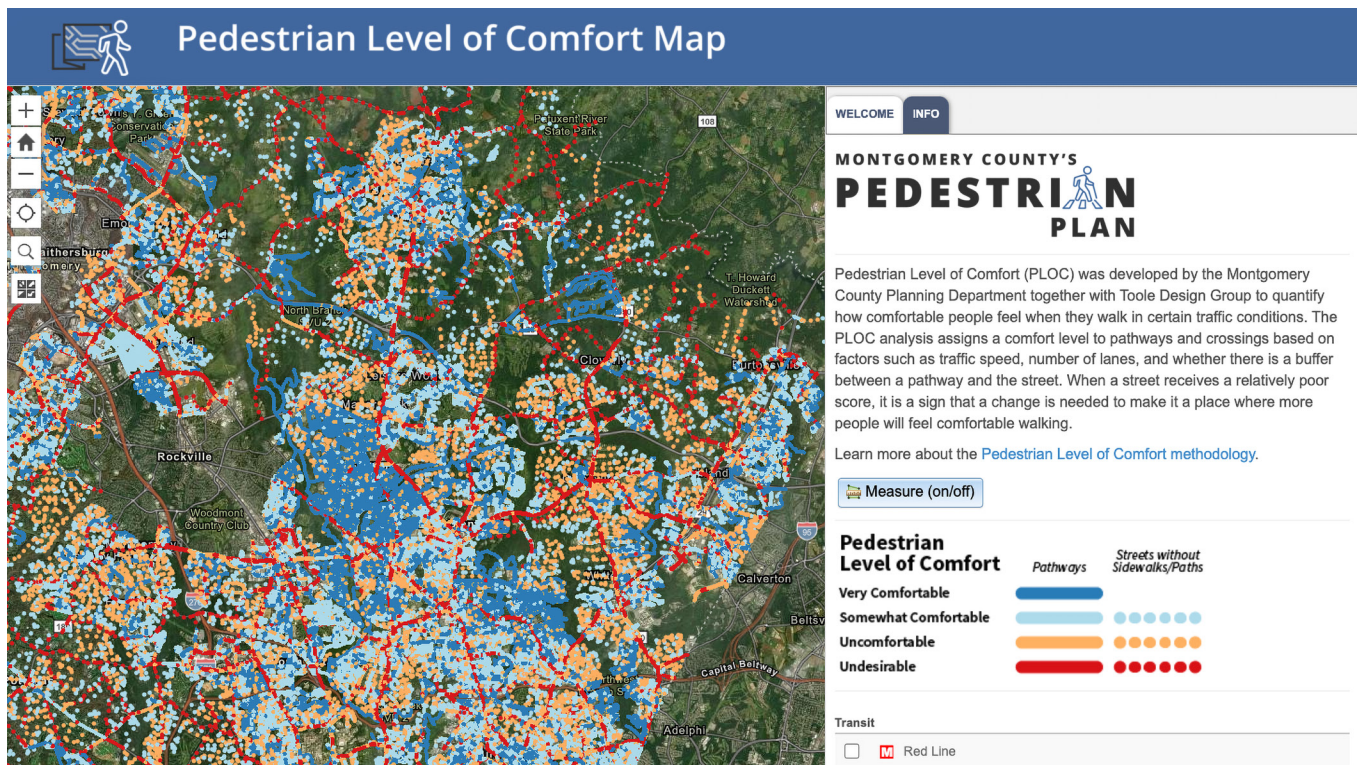 Pedestrian Level of Comfort Map
WELCOME
INFO
MONTGOMERY COUNTY'S
PEDESTRIAN
PLAN
Pedestrian Level of Comfort (PLOC) was developed by the Montgomery
County Planning Department together with Toole Design Group to quantify
how comfortable people feel when they walk in certain traffic conditions. The
PLOC analysis assigns a comfort level to pathways and crossings based on
factors such as traffic speed, number of lanes, and whether there is a buffer
between a pathway and the street. When a street receives a relatively poor
score, it is a sign that a change is needed to make it a place where more
people will feel comfortable walking.
Learn more about the Pedestrian Level of Comfort methodology.
Measure (on/off)
Pedestrian
Level of Comfort
Pathways
Streets without
Sidewalks/Paths
Very Comfortable
Somewhat Comfortable
Uncomfortable
Undesirable
Transit
M Red Line
Patuxent River
State Park
108
Conservation
Park
T. Howard
Duckett
Watershed
Rockville
Woodmont
Country Club
95
Calverton
Capital Beltway
Adelphi